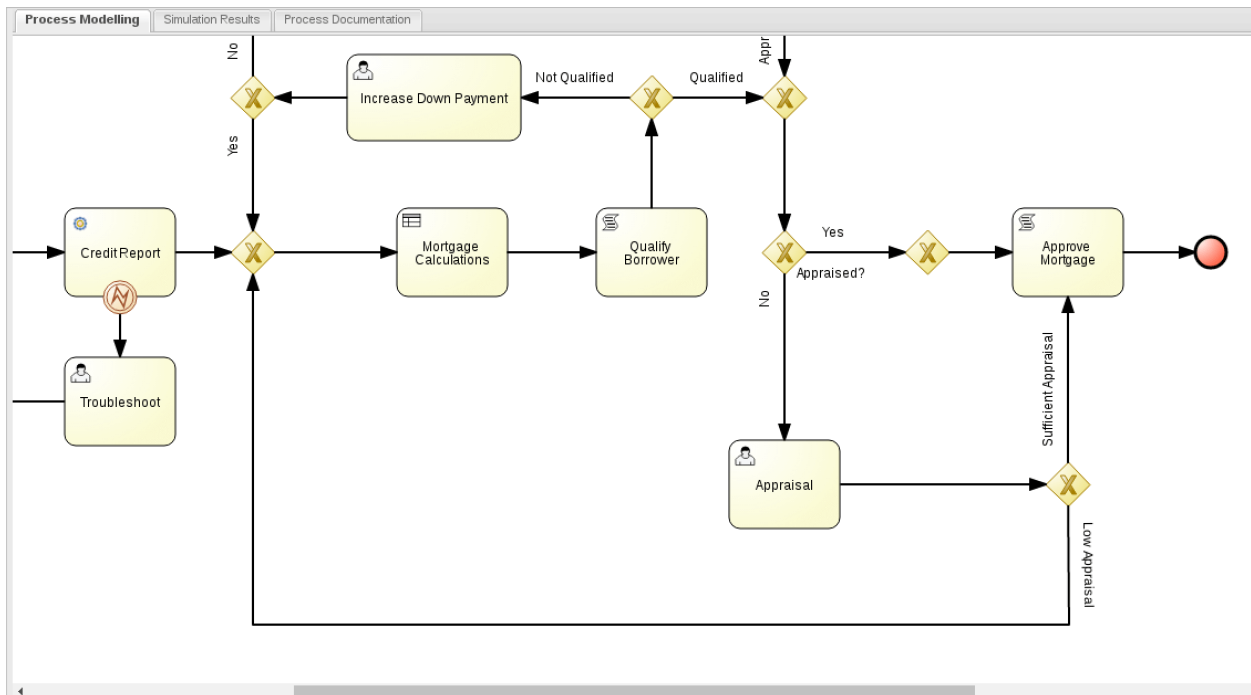 Process Modelling
Simulation Results
Process Documentation
No
Appr
Increase Down Payment
Not Qualified
Qualified
Yes
Credit Report
Mortgage
Calculations
Qualify
Borrower
Yes
Appraised?
Approve
Mortgage
No
Troubleshoot
Sufficient Appraisal
Appraisal
Low Appraisal